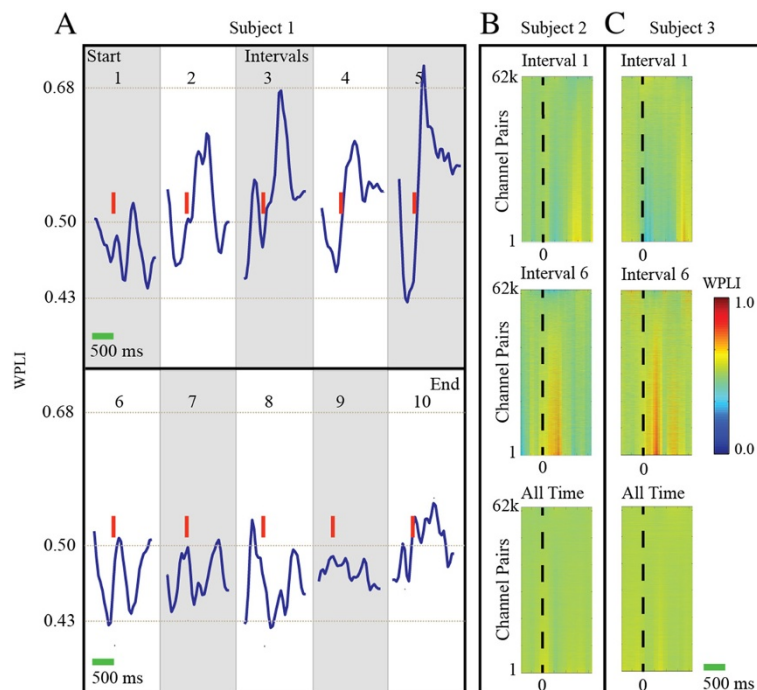 A
Subject 1
Start
Intervals
1
2
3
4
5
0.68
0.50
0.43
500 ms
WPLI
End
6
7
8
9
10
0.68
0.50
0.43
500 ms
B
Subject 2
Interval 1
62k
Channel Pairs
1
0
Interval 6
62k
Channel Pairs
1
0
All Time
62k
Channel Pairs
1
0
C
Subject 3
Interval 1
0
Interval 6
0
All Time
0
WPLI
1.0
0.0
500 ms